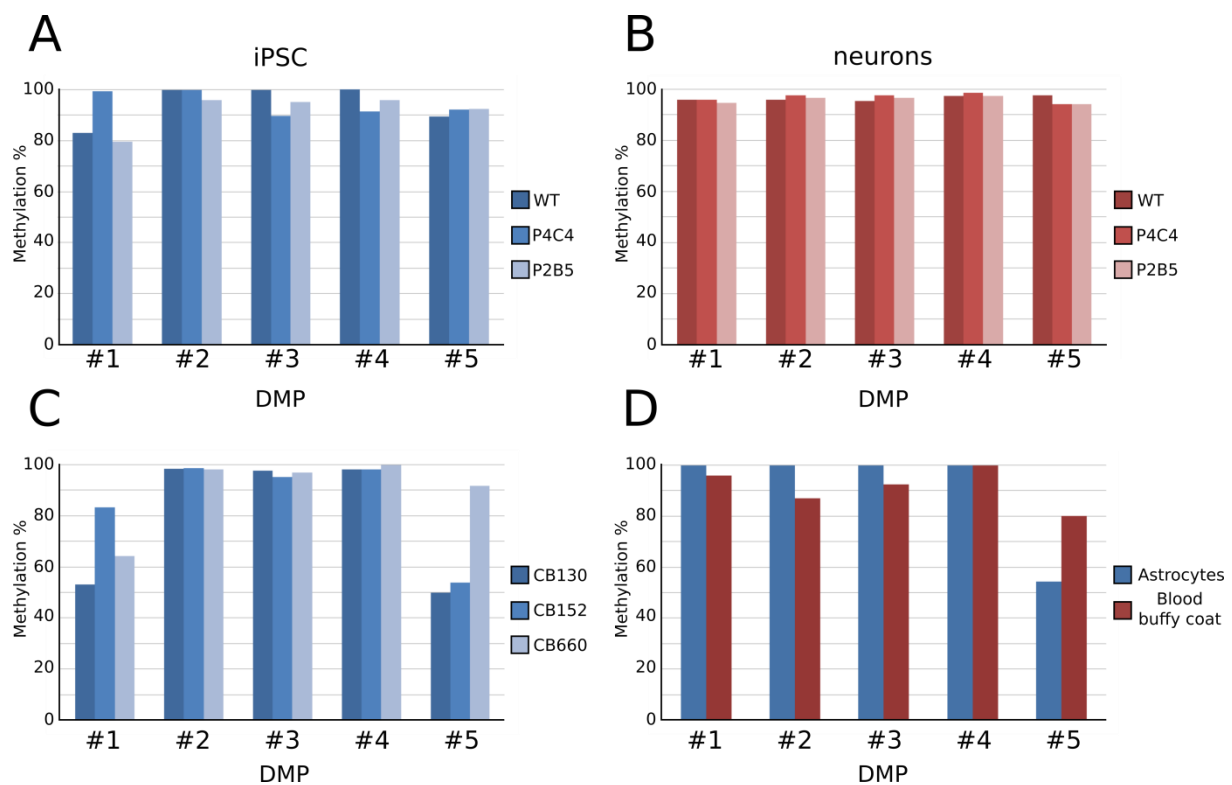 A
iPSC
Methylation %
100
80
60
40
20
0
#1 #2 #3 #4 #5
DMP
WT
P4C4
P2B5
B
neurons
Methylation %
100
80
60
40
20
0
#1 #2 #3 #4 #5
DMP
WT
P4C4
P2B5
C
Methylation %
100
80
60
40
20
0
#1 #2 #3 #4 #5
DMP
CB130
CB152
CB660
D
Methylation %
100
80
60
40
20
0
#1 #2 #3 #4 #5
DMP
Astrocytes
Blood
buffy coat